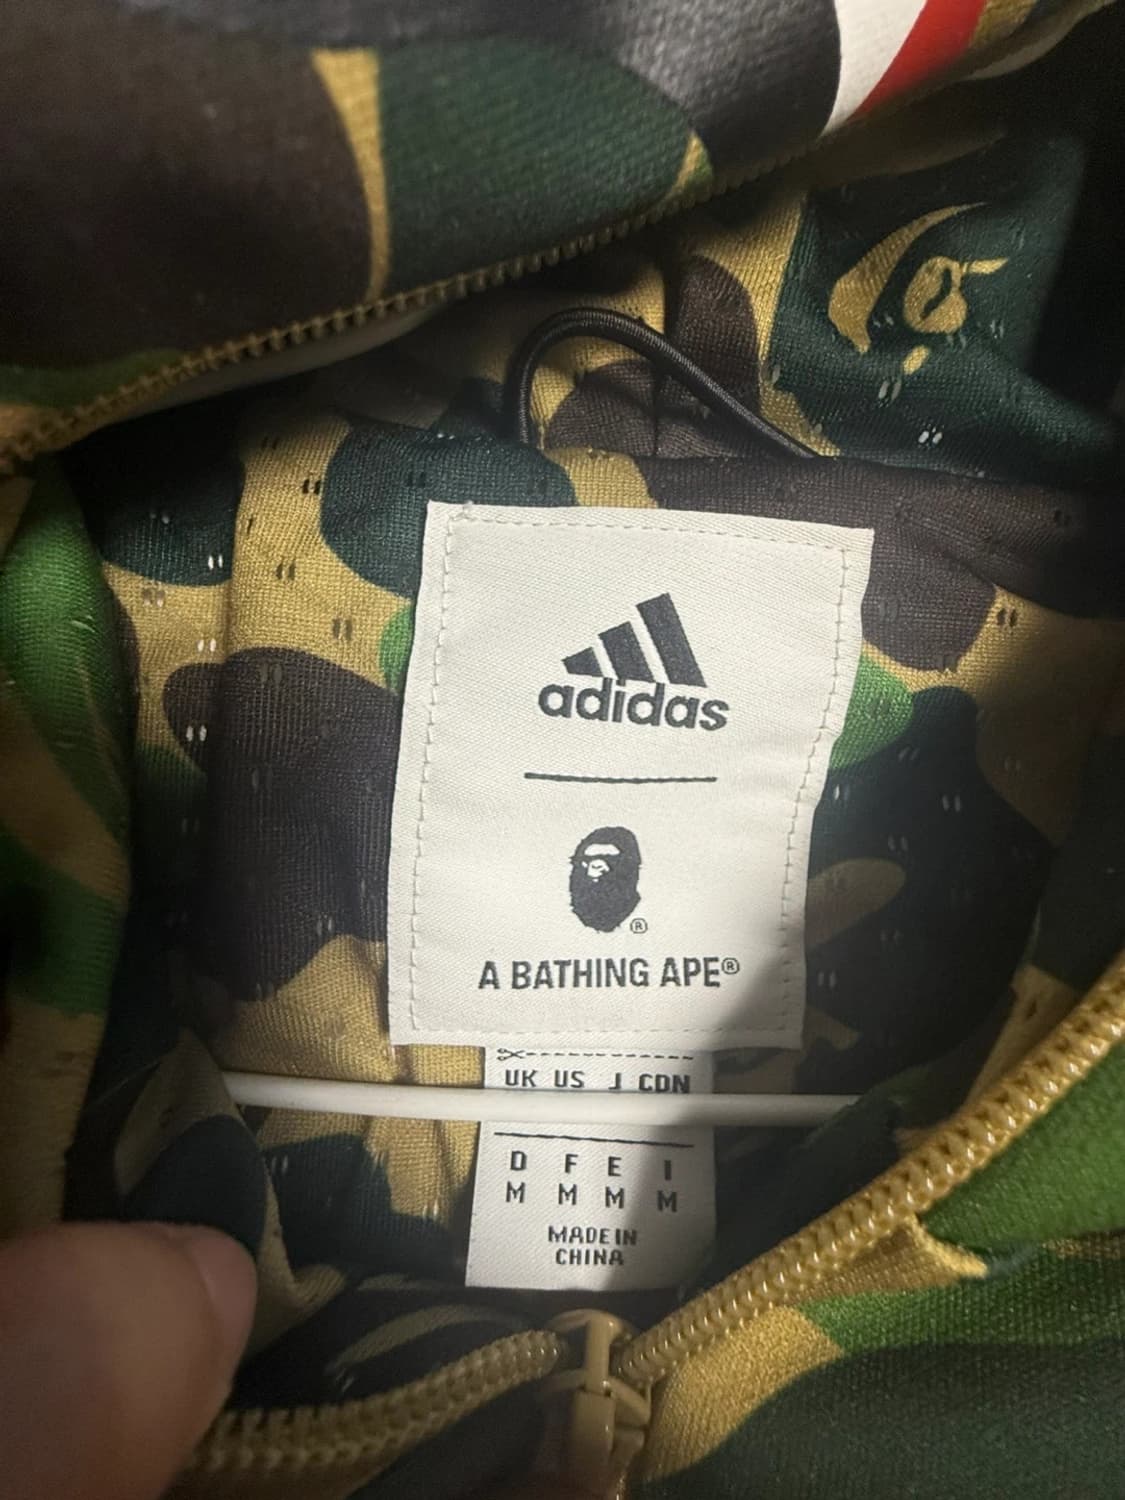 adidas
®
A BATHING APE®
UK US J CDN
D F E I
M M M M
MADE IN
CHINA